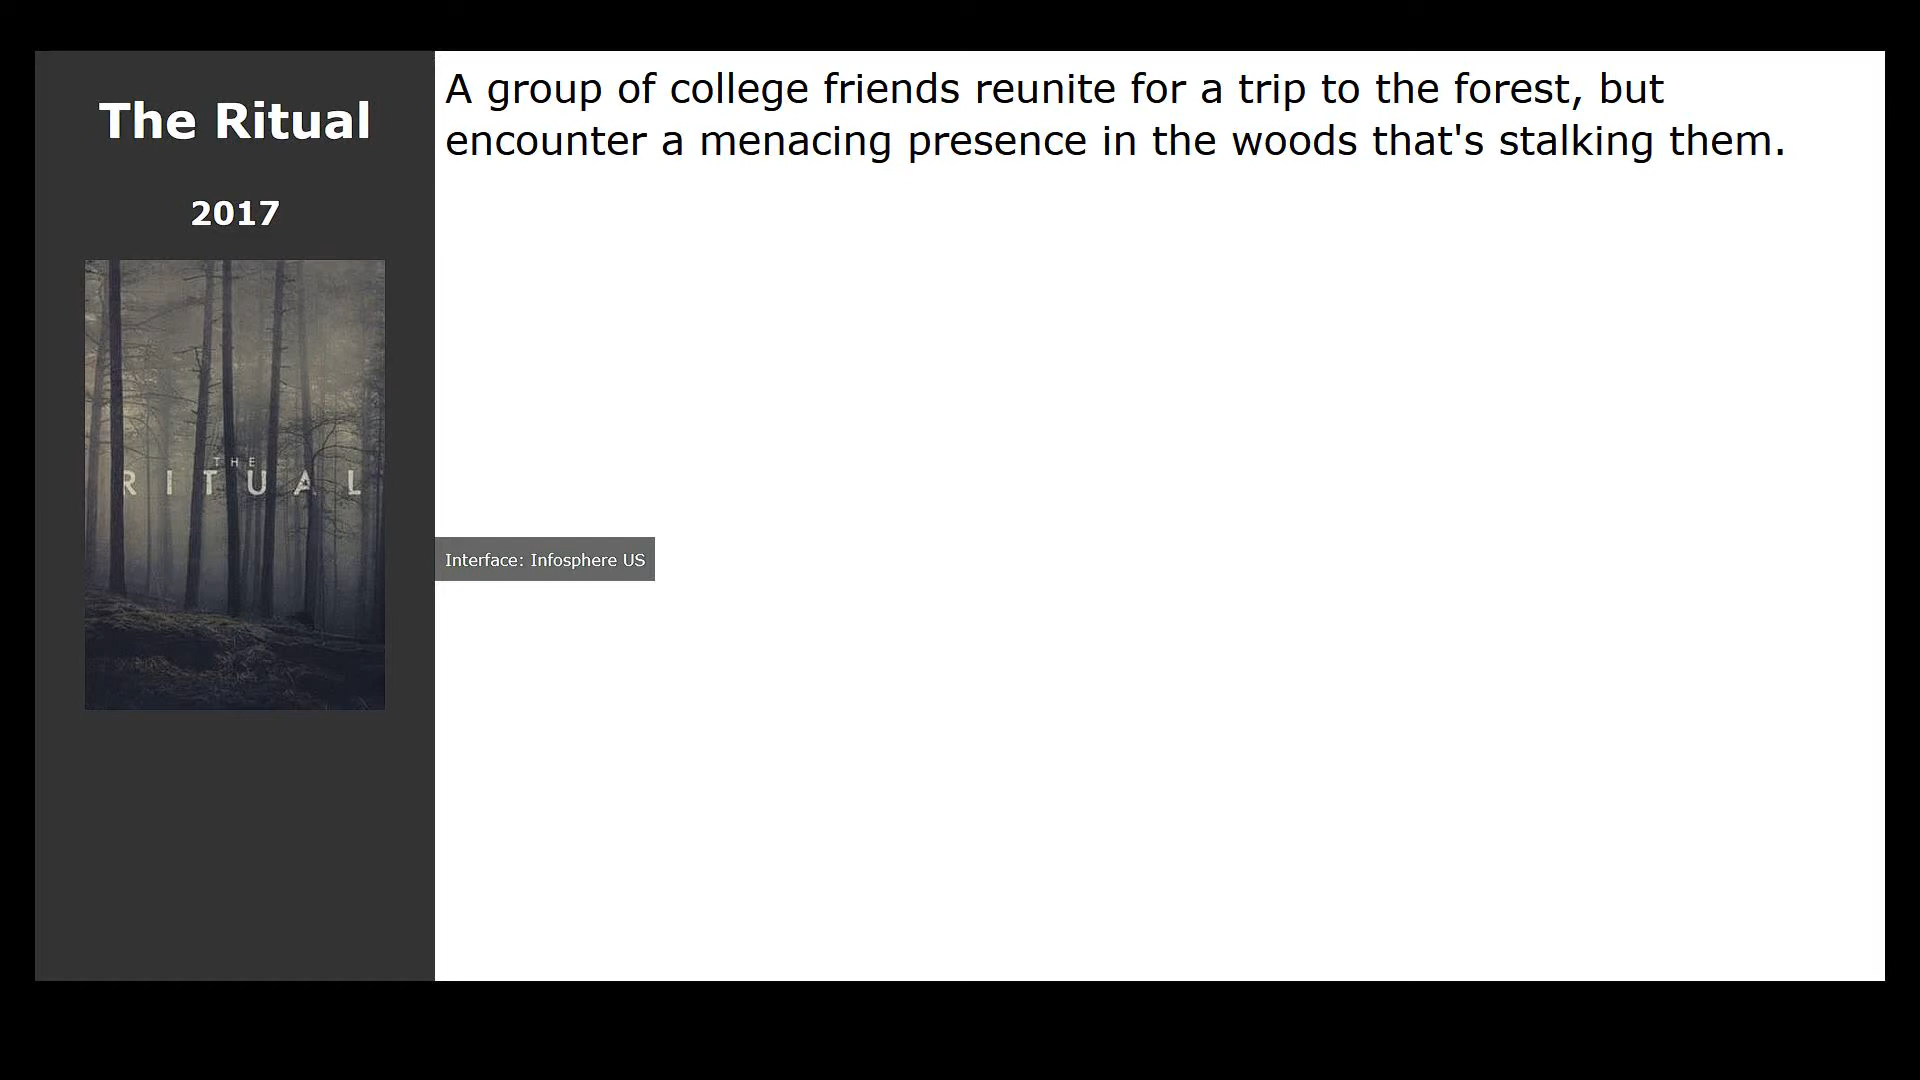 The Ritual
2017
THE
RITUAL
A group of college friends reunite for a trip to the forest, but
encounter a menacing presence in the woods that's stalking them.
Interface: Infosphere US